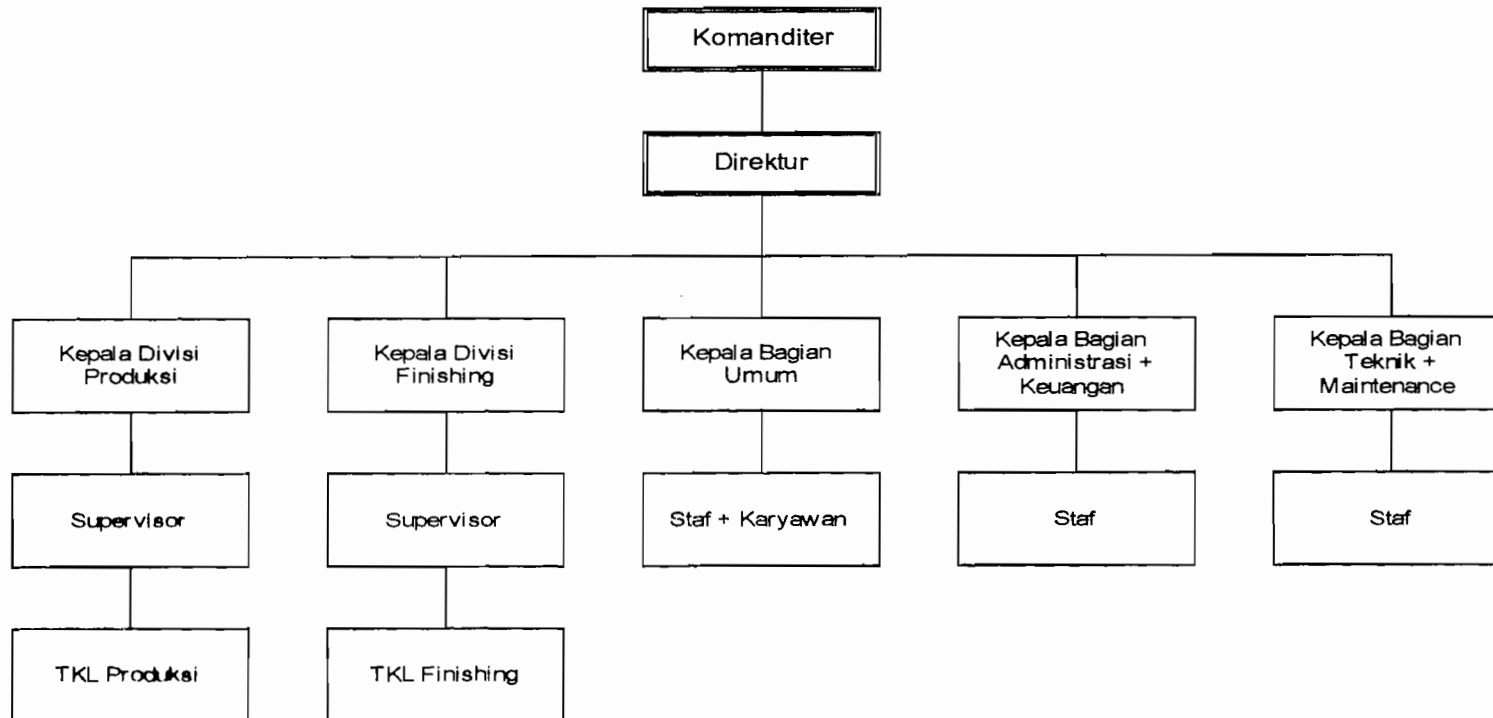 Komanditer
Direktur
Kepala Divisi
Produksi
Kepala Divisi
Finishing
Kepala Bagian
Umum
Kepala Bagian
Administrasi +
Keuangan
Kepala Bagian
Teknik +
Maintenance
Supervisor
Supervisor
Staf + Karyawan
Staf
Staf
TKL Produksi
TKL Finishing